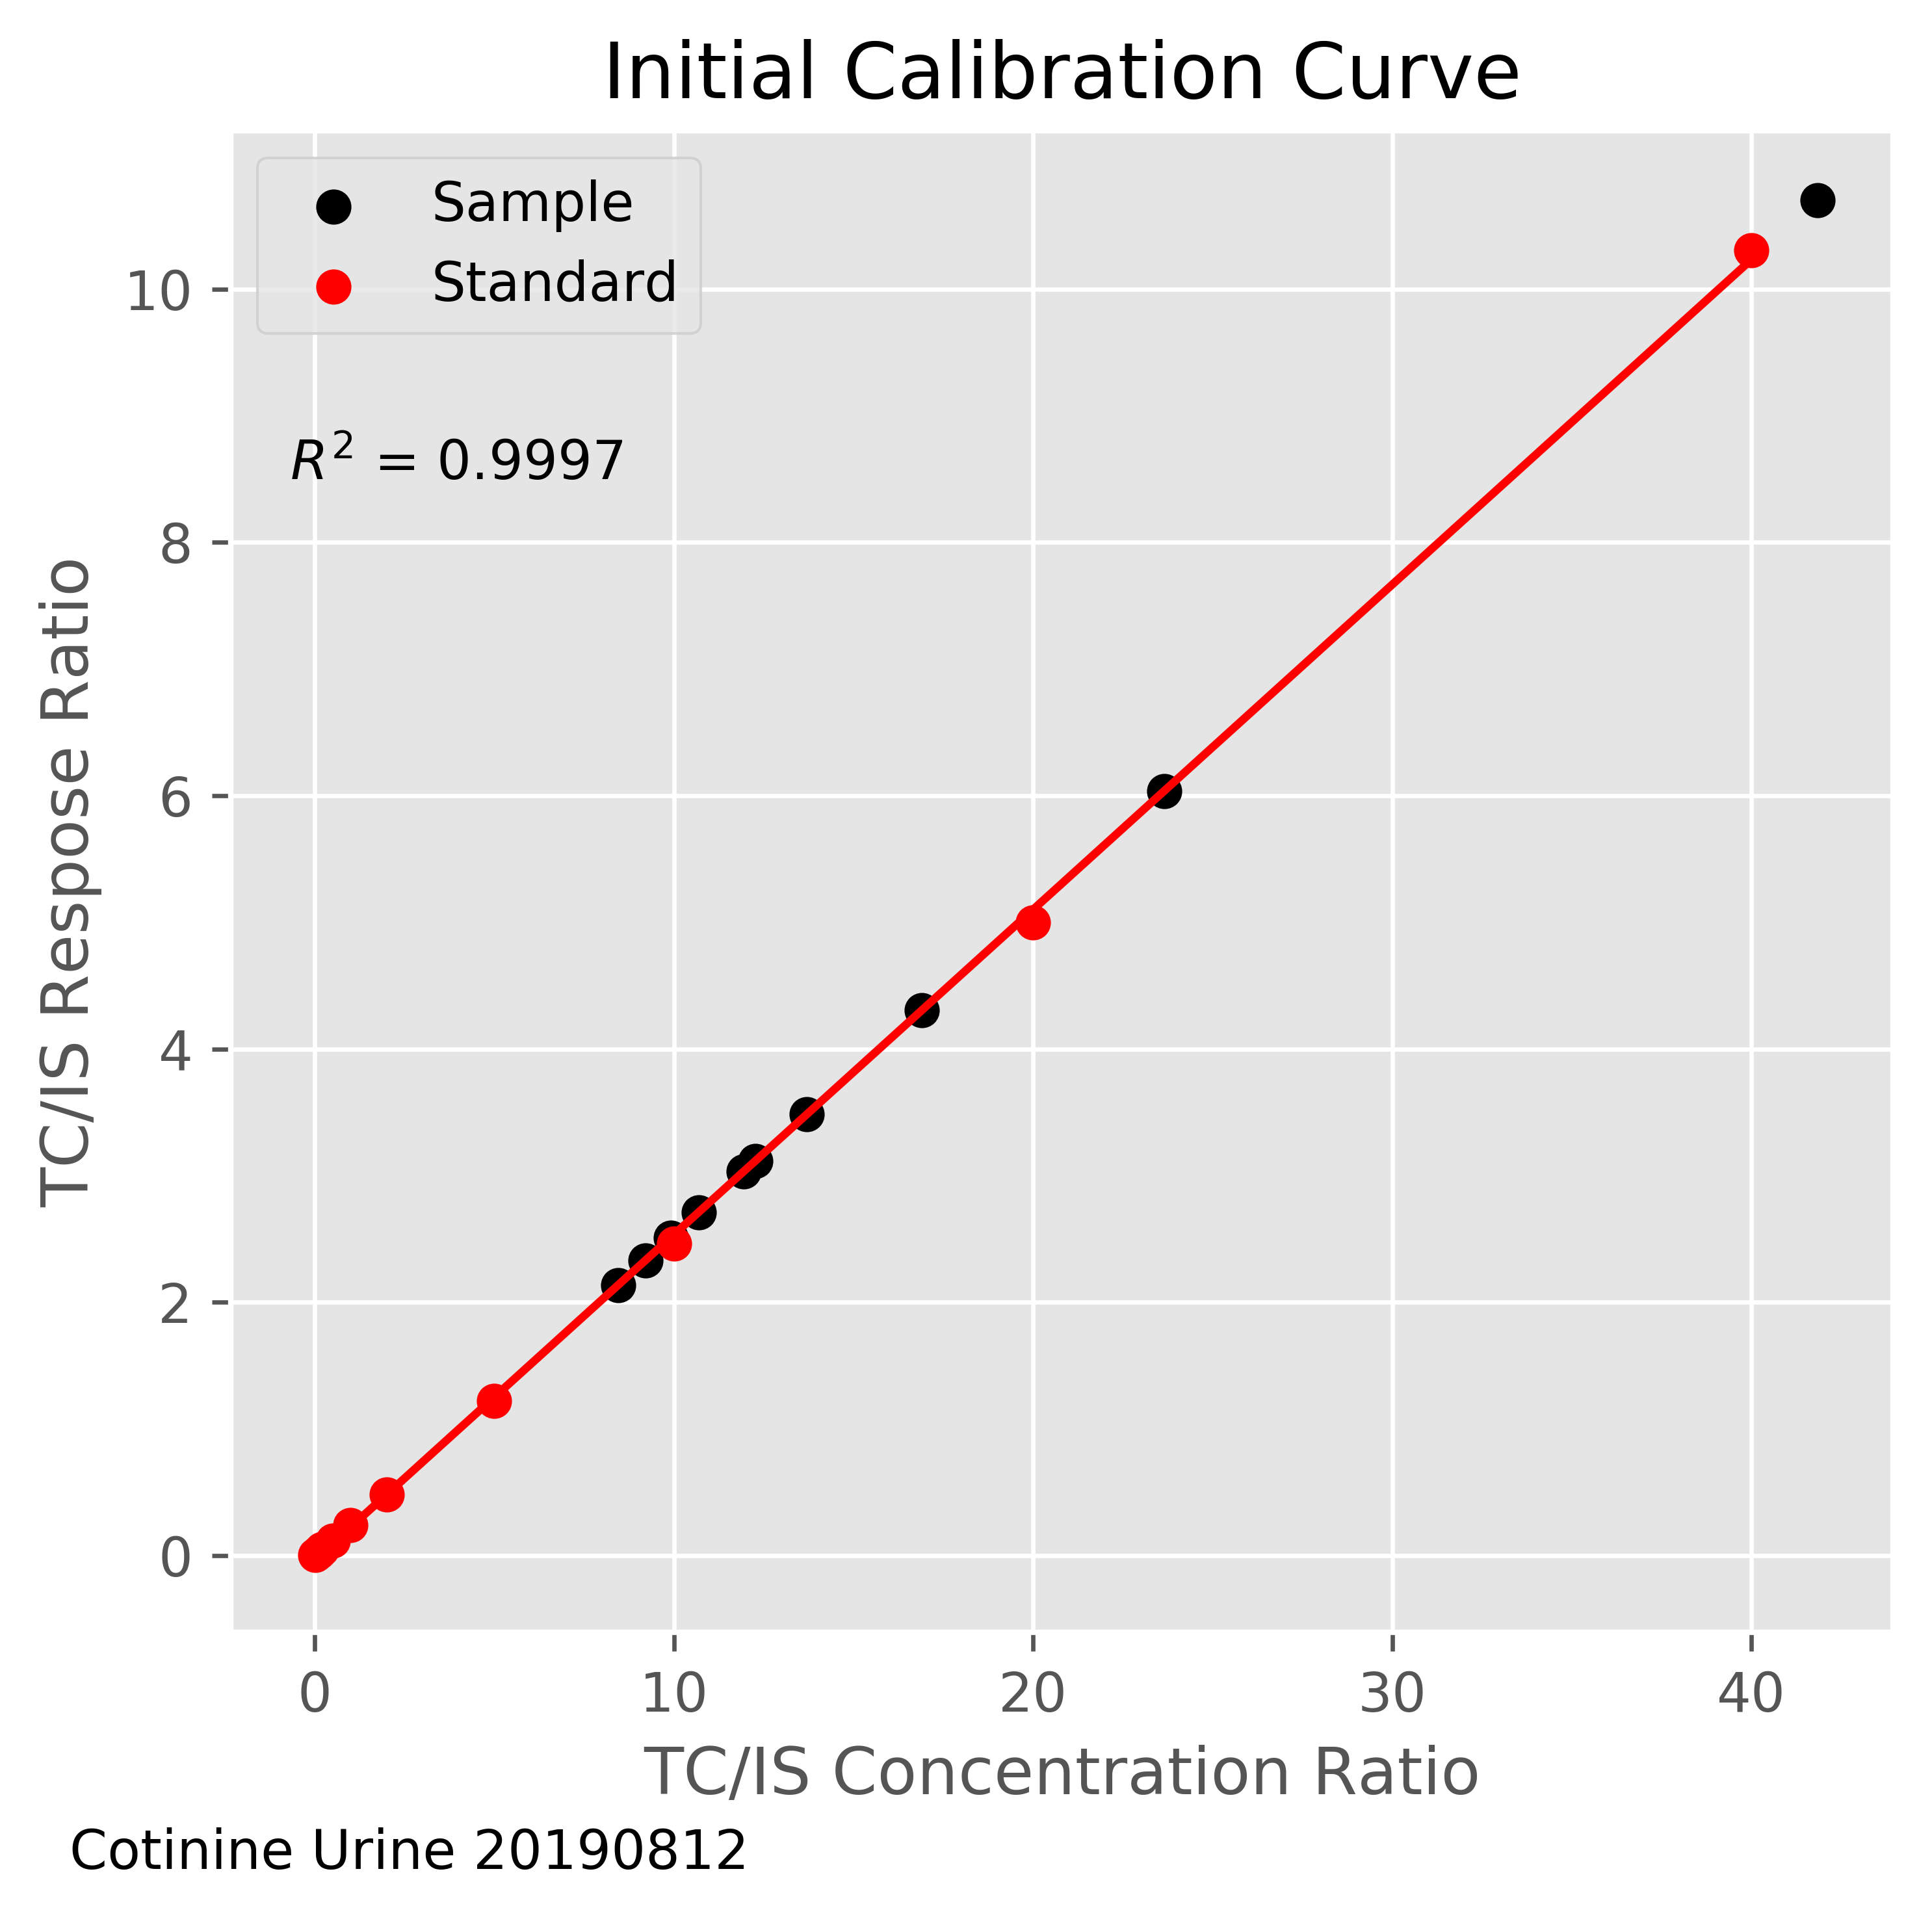 Initial Calibration Curve
Sample
Standard
R² = 0.9997
TC/IS Response Ratio
10
8
6
4
2
0
0 10 20 30 40
TC/IS Concentration Ratio
Cotinine Urine 20190812